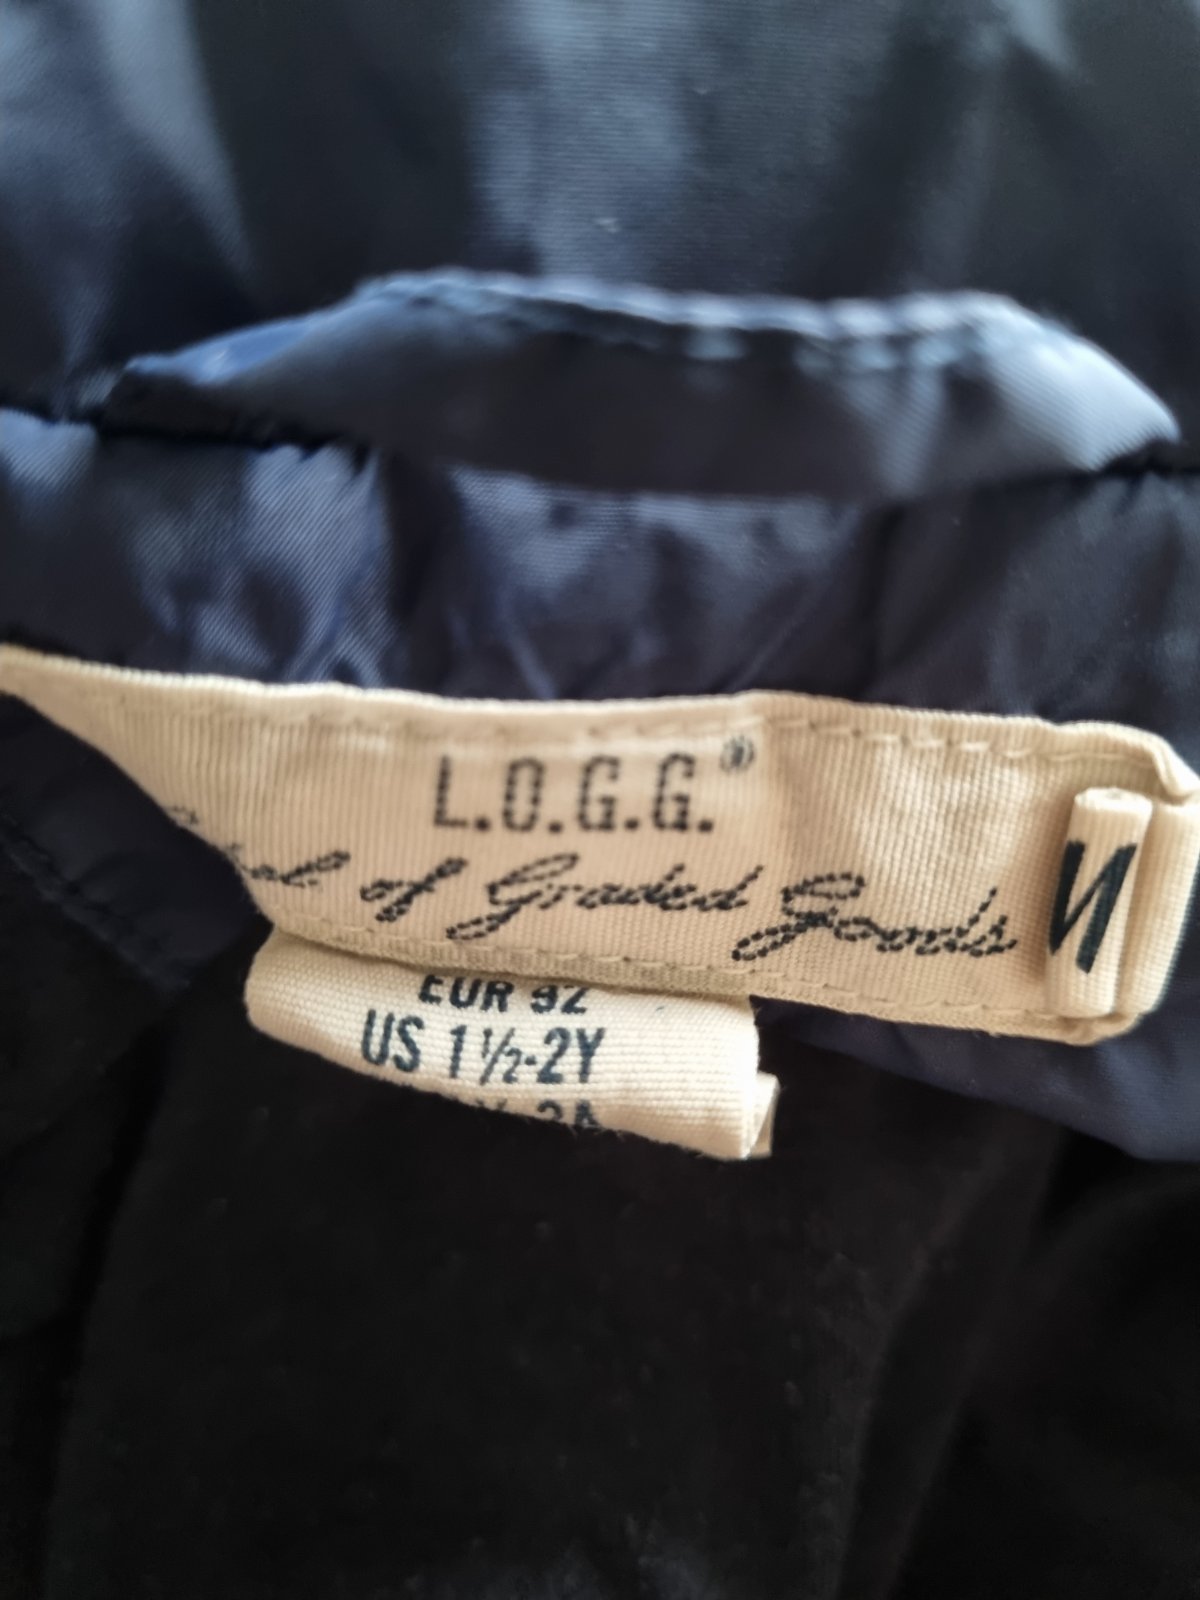 L.O.G.G.®
of Graded Goods
EUR 92
US 1½-2Y